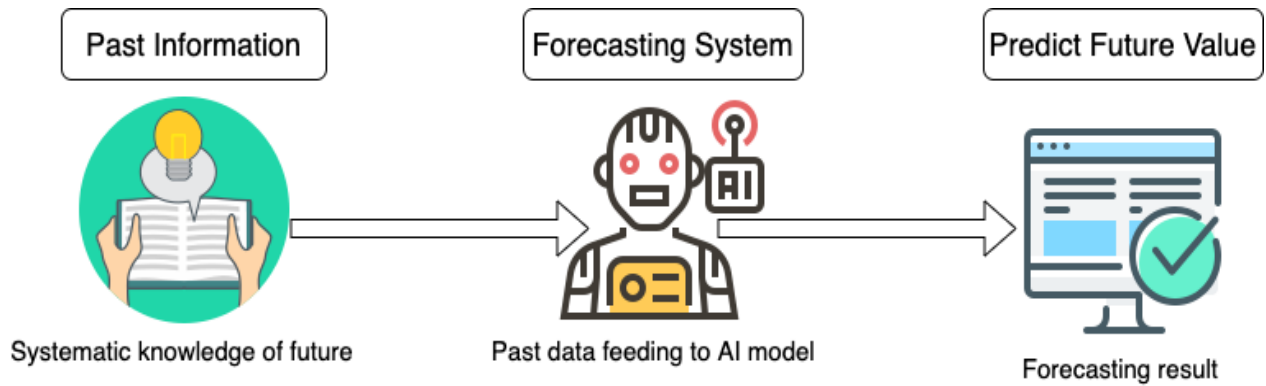 Past Information
Forecasting System
Predict Future Value
AI
Systematic knowledge of future
Past data feeding to AI model
Forecasting result